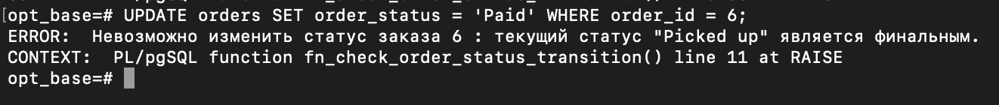 opt_base=# UPDATE orders SET order_status = 'Paid' WHERE order_id = 6;
ERROR:  Невозможно изменить статус заказа 6 : текущий статус "Picked up" является финальным.
CONTEXT:  PL/pgSQL function fn_check_order_status_transition() line 11 at RAISE
opt_base=#